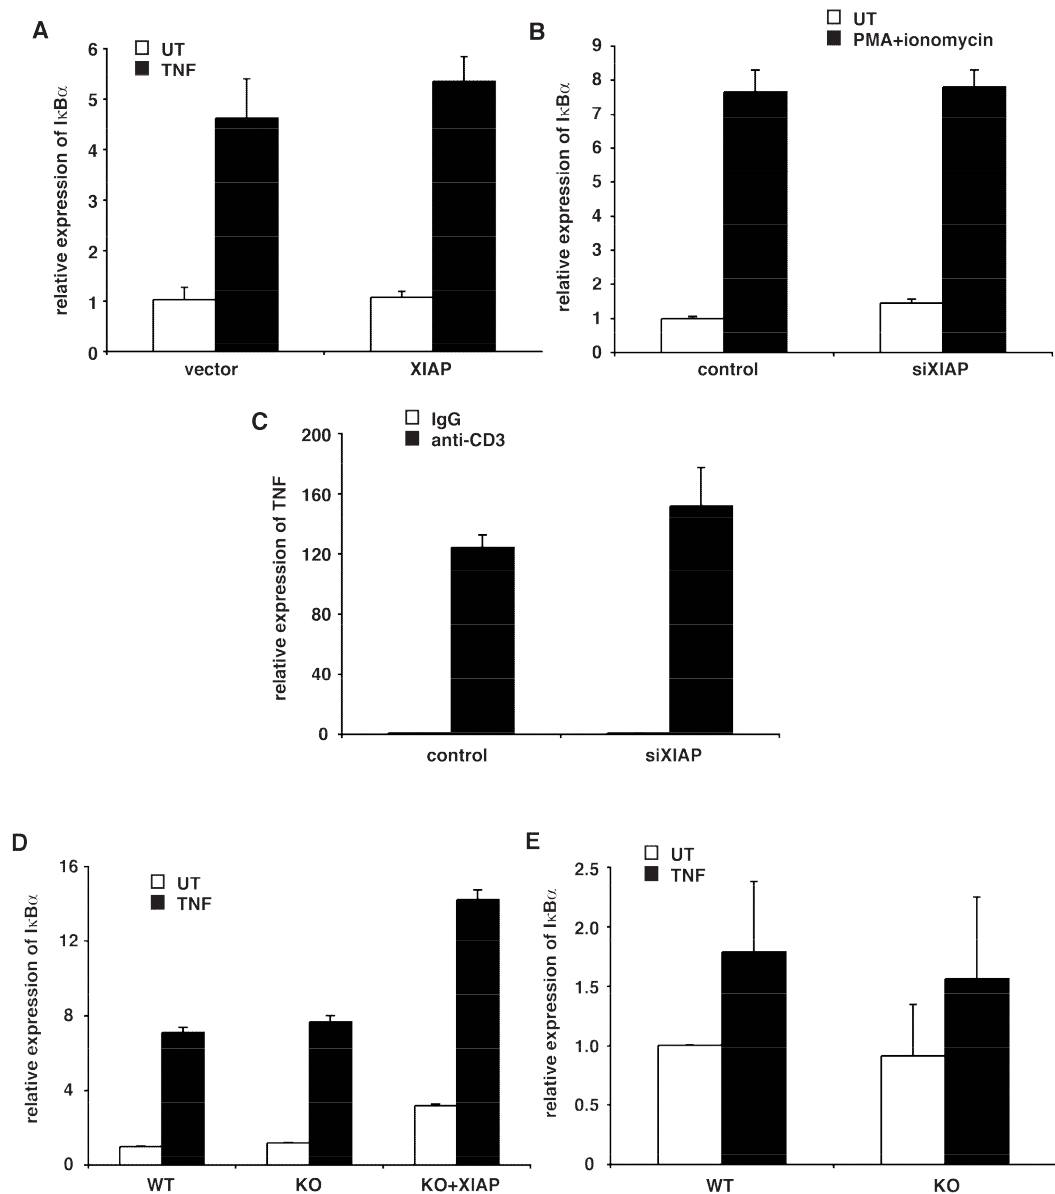 A
UT
TNF
relative expression of IκBα
6
5
4
3
2
1
0
vector
XIAP
B
UT
PMA+ionomycin
relative expression of IκBα
9
8
7
6
5
4
3
2
1
0
control
siXIAP
C
IgG
anti-CD3
relative expression of TNF
200
160
120
80
40
0
control
siXIAP
D
UT
TNF
relative expression of IκBα
16
12
8
4
0
WT
KO
KO+XIAP
E
UT
TNF
relative expression of IκBα
2.5
2.0
1.5
1.0
0.5
0
WT
KO